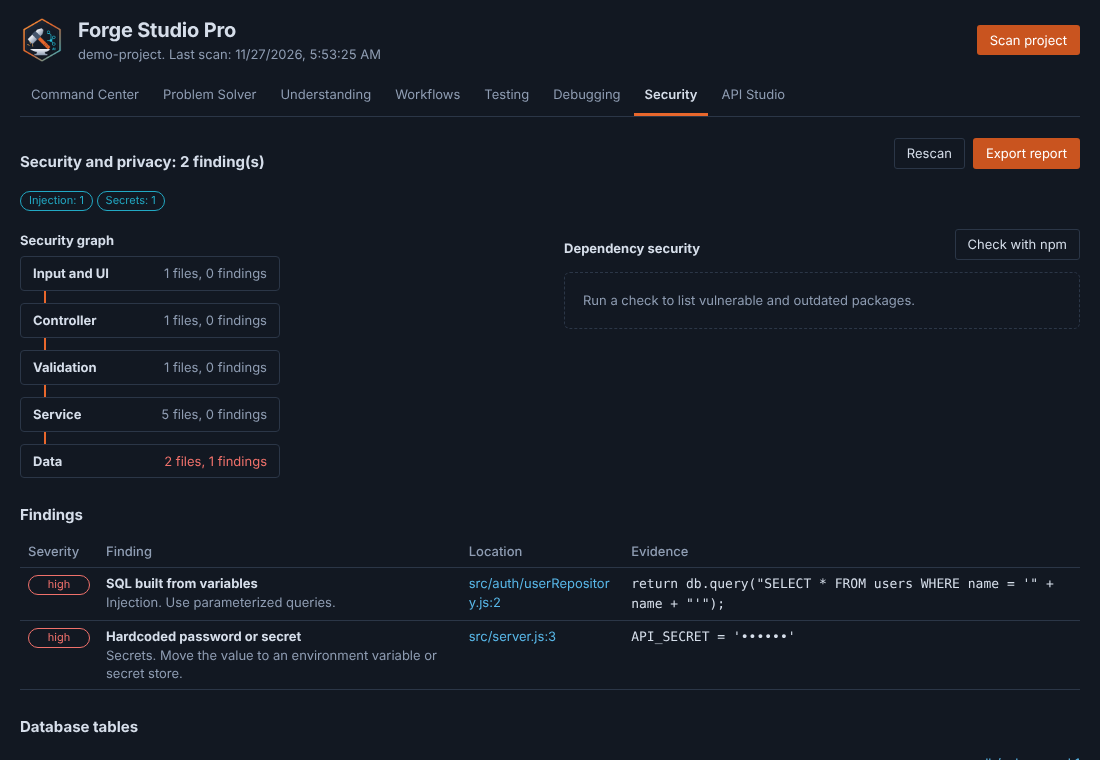 Forge Studio Pro
demo-project. Last scan: 11/27/2026, 5:53:25 AM
Scan project
Command Center Problem Solver Understanding Workflows Testing Debugging Security API Studio
Security and privacy: 2 finding(s)
Rescan Export report
Injection: 1 Secrets: 1
Security graph
Input and UI 1 files, 0 findings
Controller 1 files, 0 findings
Validation 1 files, 0 findings
Service 5 files, 0 findings
Data 2 files, 1 findings
Dependency security Check with npm
Run a check to list vulnerable and outdated packages.
Findings
Severity Finding Location Evidence
high SQL built from variables src/auth/userRepositor return db.query("SELECT * FROM users WHERE name = '" +
Injection. Use parameterized queries. y.js:2 name + "'");
high Hardcoded password or secret src/server.js:3 API_SECRET = '••••••'
Secrets. Move the value to an environment variable or
secret store.
Database tables